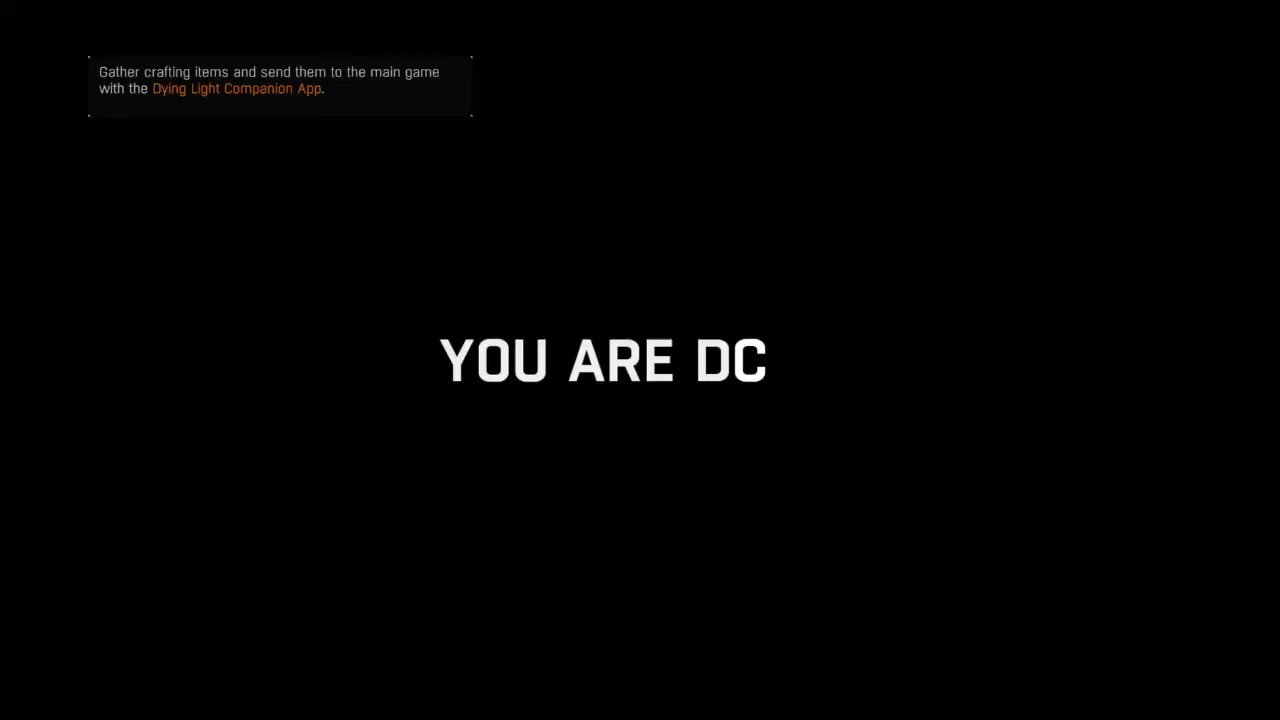 Gather crafting items and send them to the main game
with the Dying Light Companion App.
YOU ARE DC